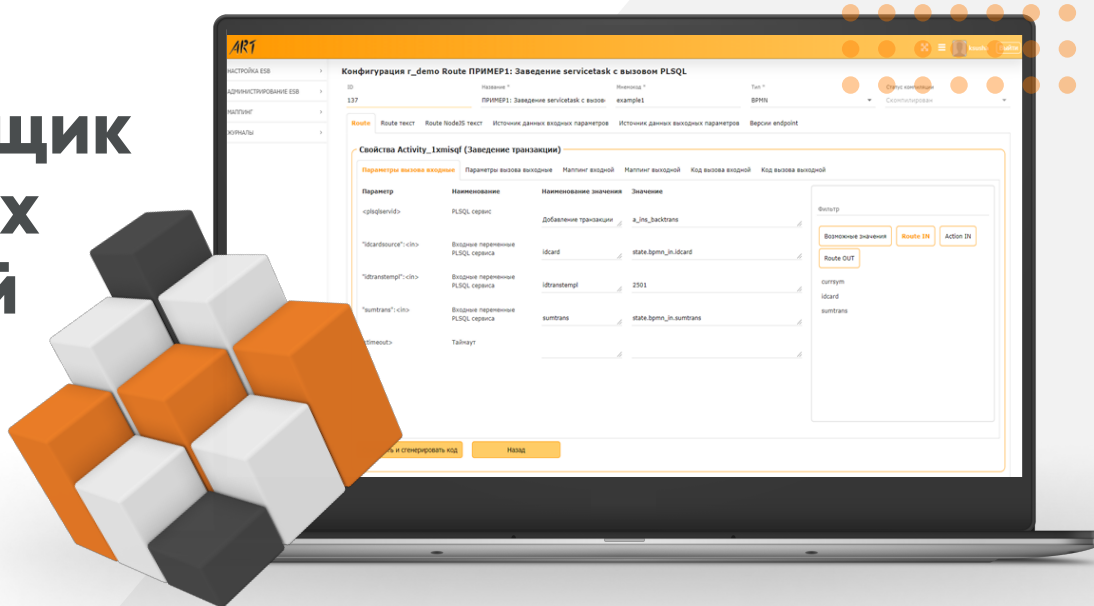 щик
х
й
ART
НАСТРОЙКА ESB
АДМИНИСТРИРОВАНИЕ ESB
МАППИНГ
ЖУРНАЛЫ
Конфигурация r_demo Route ПРИМЕР1: Заведение servicetask с вызовом PLSQL
ID Название * Мнемокод * Тип * Статус компиляции
137 ПРИМЕР1: Заведение servicetask с вызов- example1 BPMN Скомпилирован
Route Route текст Route NodeJS текст Источник данных входных параметров Источник данных выходных параметров Версии endpoint
Свойства Activity_1xmisqf (Заведение транзакции)
Параметры вызова входные Параметры вызова выходные Маппинг входной Маппинг выходной Код вызова входной Код вызова выходной
Параметр Наименование Наименование значения Значение
<plsqlservid> PLSQL сервис Добавление транзакции a_ins_backtrans
"idcardsource":<in> Входные переменные PLSQL сервиса idcard state.bpmn_in.idcard
"idtranstempl":<in> Входные переменные PLSQL сервиса idtranstempl 2501
"sumtrans":<in> Входные переменные PLSQL сервиса sumtrans state.bpmn_in.sumtrans
timeout> Таймаут
Фильтр
Возможные значения Route IN Action IN
Route OUT
currsym
idcard
sumtrans
и сгенерировать код Назад